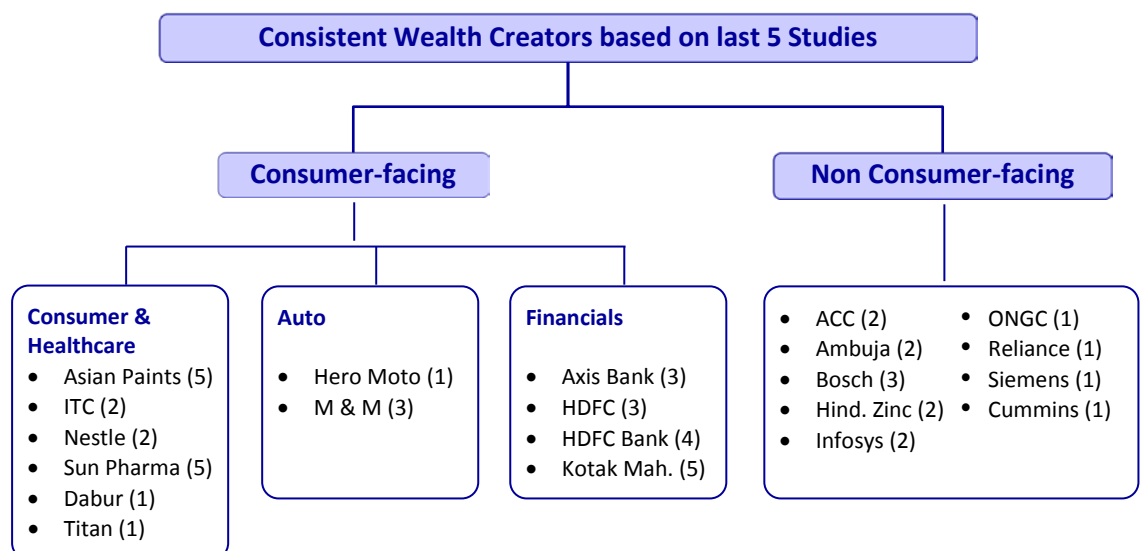 Consistent Wealth Creators based on last 5 Studies
Consumer-facing
Non Consumer-facing
Consumer &
Healthcare
• Asian Paints (5)
• ITC (2)
• Nestle (2)
• Sun Pharma (5)
• Dabur (1)
• Titan (1)
Auto
• Hero Moto (1)
• M & M (3)
Financials
• Axis Bank (3)
• HDFC (3)
• HDFC Bank (4)
• Kotak Mah. (5)
• ACC (2)
• Ambuja (2)
• Bosch (3)
• Hind. Zinc (2)
• Infosys (2)
• ONGC (1)
• Reliance (1)
• Siemens (1)
• Cummins (1)